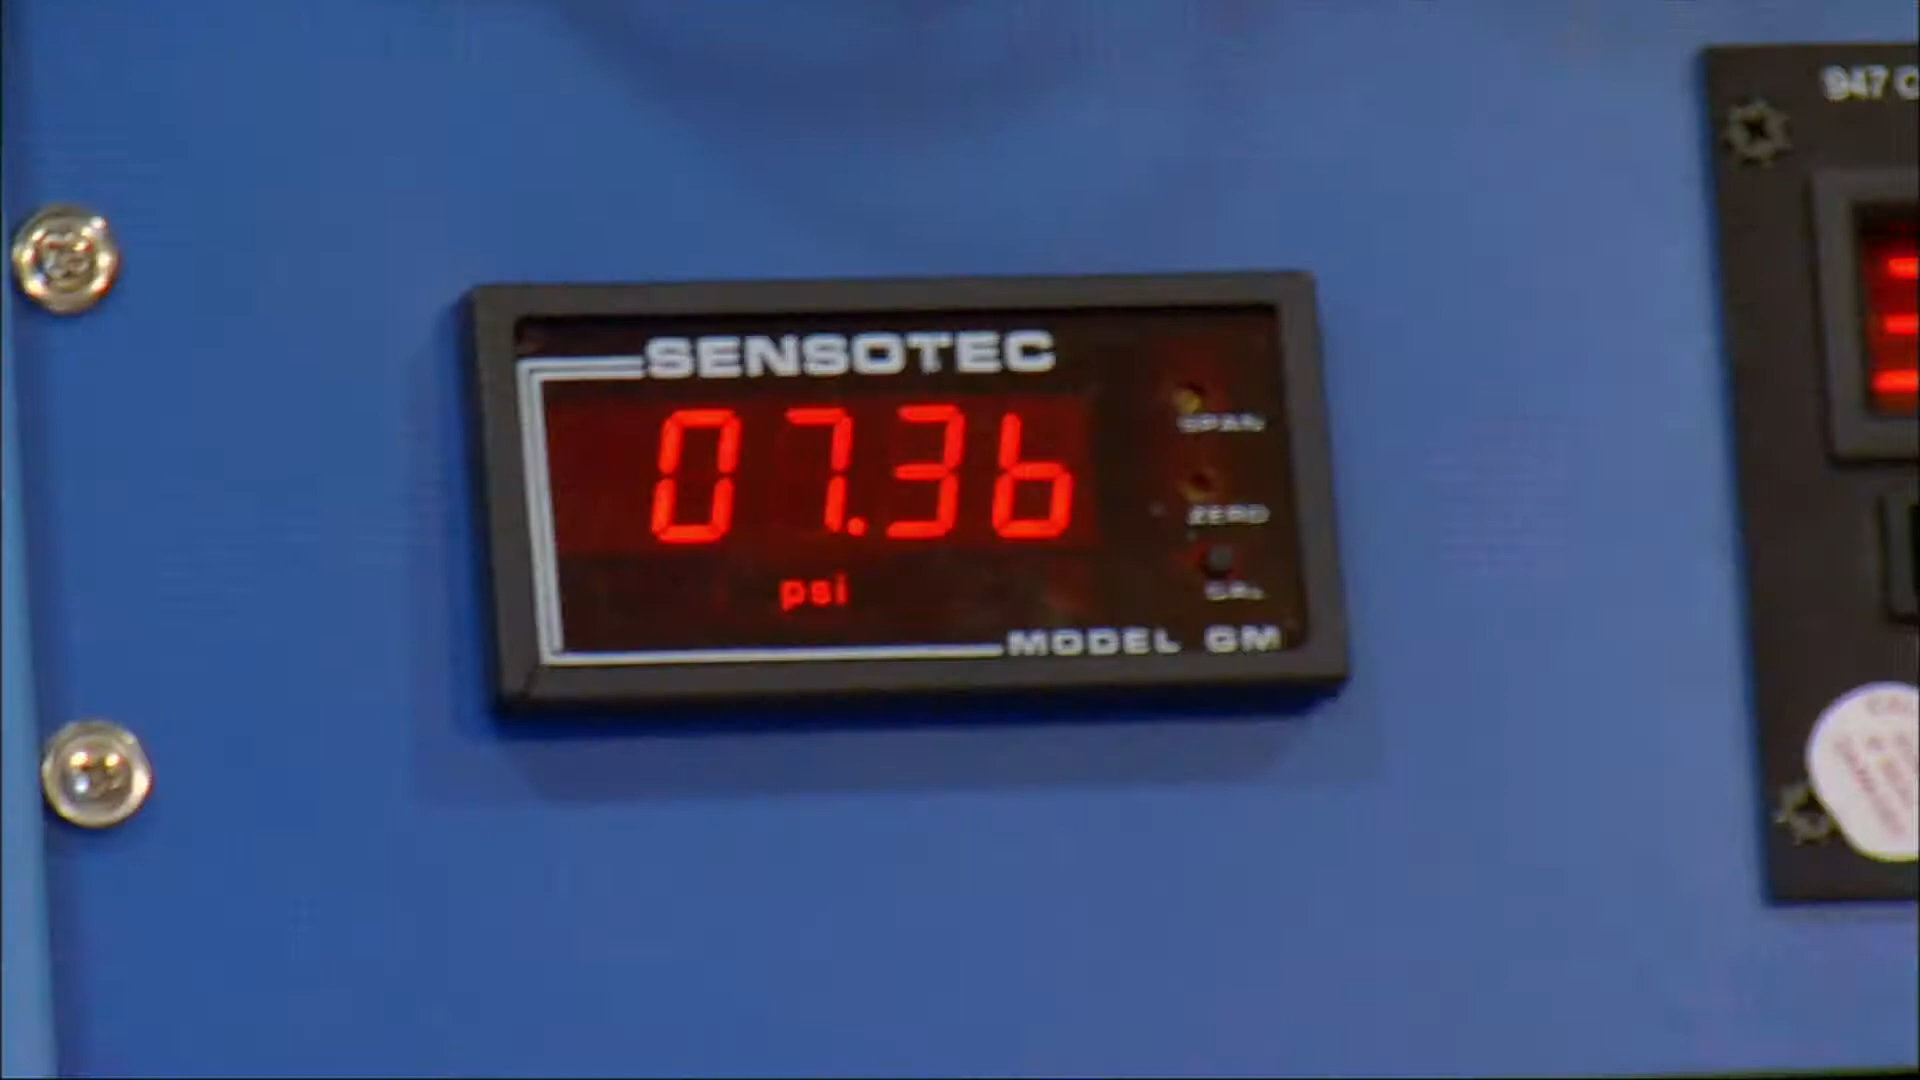 SENSOTEC
07.36
psi
SPAN
ZERO
CAL
MODEL GM
947